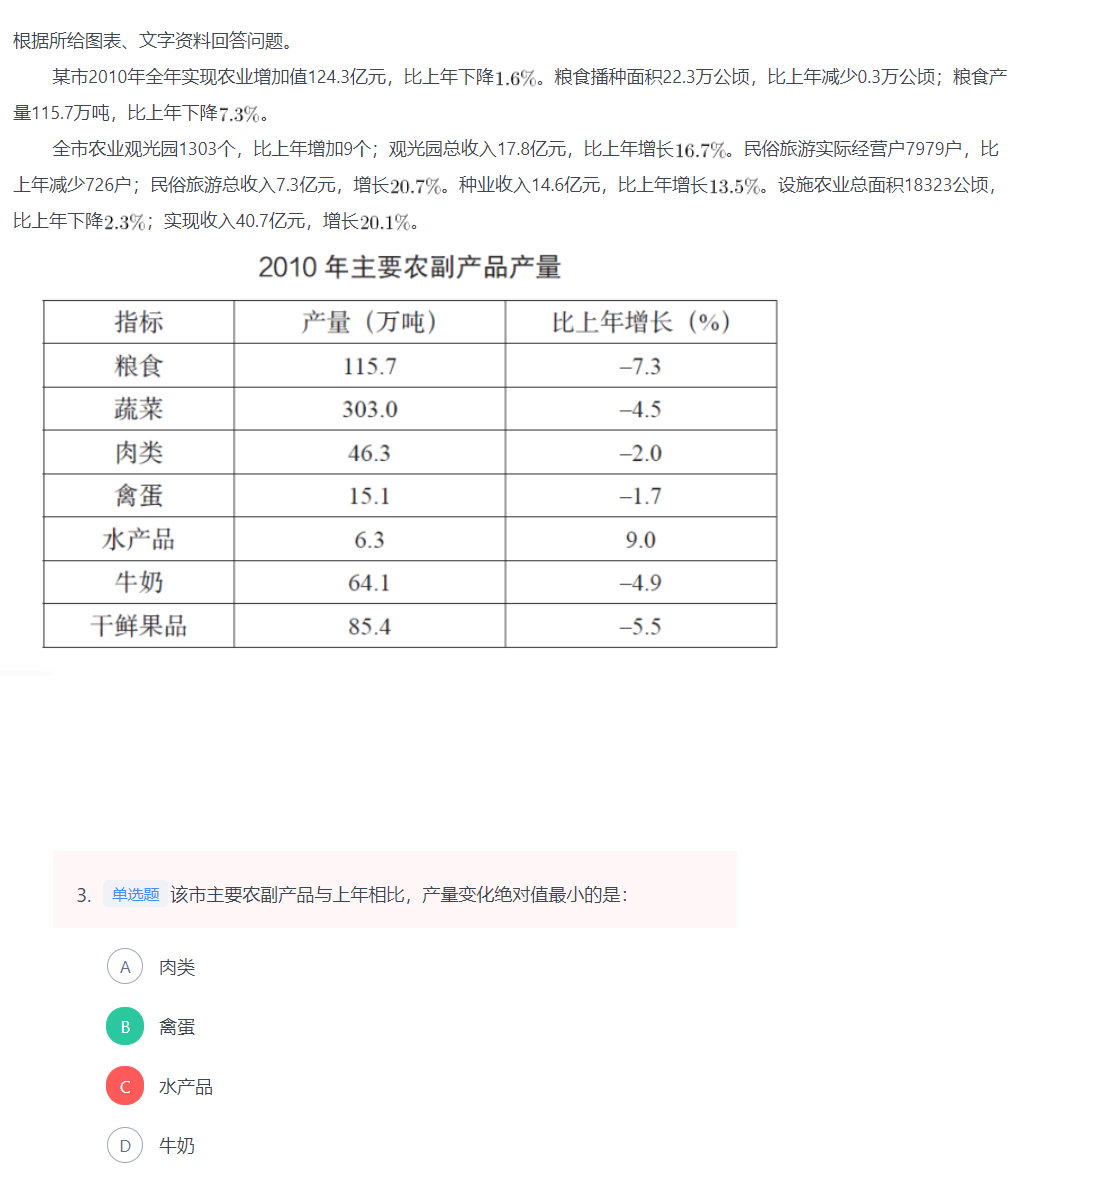 根据所给图表、文字资料回答问题。
某市2010年全年实现农业增加值124.3亿元，比上年下降1.6%。粮食播种面积22.3万公顷，比上年减少0.3万公顷；粮食产
量115.7万吨，比上年下降7.3%。
全市农业观光园1303个，比上年增加9个；观光园总收入17.8亿元，比上年增长16.7%。民俗旅游实际经营户7979户，比
上年减少726户；民俗旅游总收入7.3亿元，增长20.7%。种业收入14.6亿元，比上年增长13.5%。设施农业总面积18323公顷，
比上年下降2.3%；实现收入40.7亿元，增长20.1%。
2010 年主要农副产品产量
指标 产量（万吨） 比上年增长（%）
粮食 115.7 –7.3
蔬菜 303.0 –4.5
肉类 46.3 –2.0
禽蛋 15.1 –1.7
水产品 6.3 9.0
牛奶 64.1 –4.9
干鲜果品 85.4 –5.5
3. 单选题 该市主要农副产品与上年相比，产量变化绝对值最小的是：
A 肉类
B 禽蛋
C 水产品
D 牛奶